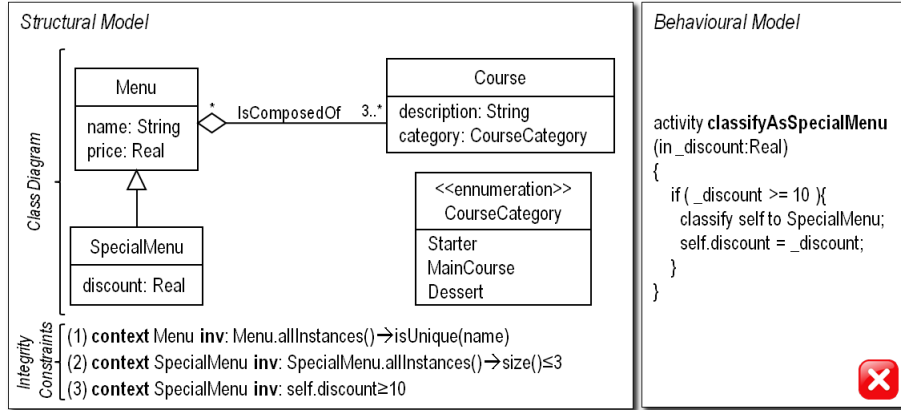 Structural Model
Class Diagram
Menu
name: String
price: Real
*
IsComposedOf
3..*
Course
description: String
category: CourseCategory
<<ennumeration>>
CourseCategory
Starter
MainCourse
Dessert
SpecialMenu
discount: Real
Integrity
Constraints
(1) context Menu inv: Menu.allInstances()→isUnique(name)
(2) context SpecialMenu inv: SpecialMenu.allInstances()→size()≤3
(3) context SpecialMenu inv: self.discount≥10
Behavioural Model
activity classifyAsSpecialMenu
(in _discount:Real)
{
if ( _discount >= 10 ){
classify self to SpecialMenu;
self.discount = _discount;
}
}